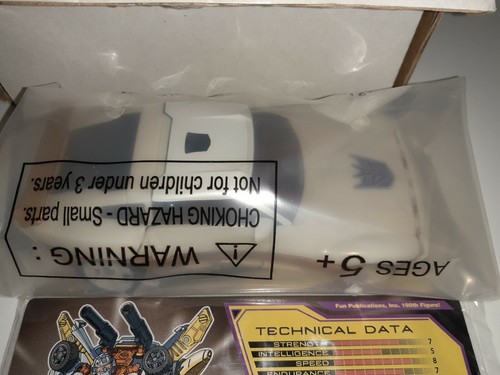 WARNING:
CHOKING HAZARD - Small parts.
Not for children under 3 years.
AGES 5+
Fun Publications, Inc. 100th Figure!
TECHNICAL DATA
STRENGTH 7
INTELLIGENCE 5
SPEED 8
ENDURANCE 7